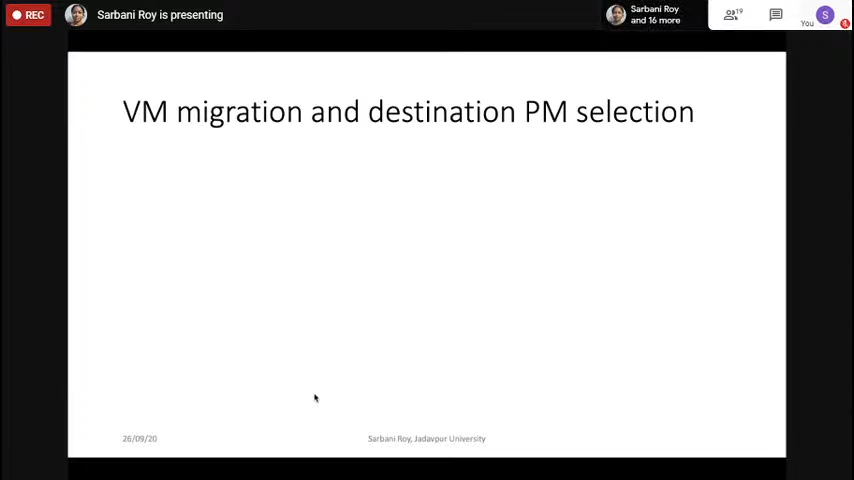 REC
Sarbani Roy is presenting
Sarbani Roy
and 16 more
19
You
S
VM migration and destination PM selection
26/09/20
Sarbani Roy, Jadavpur University